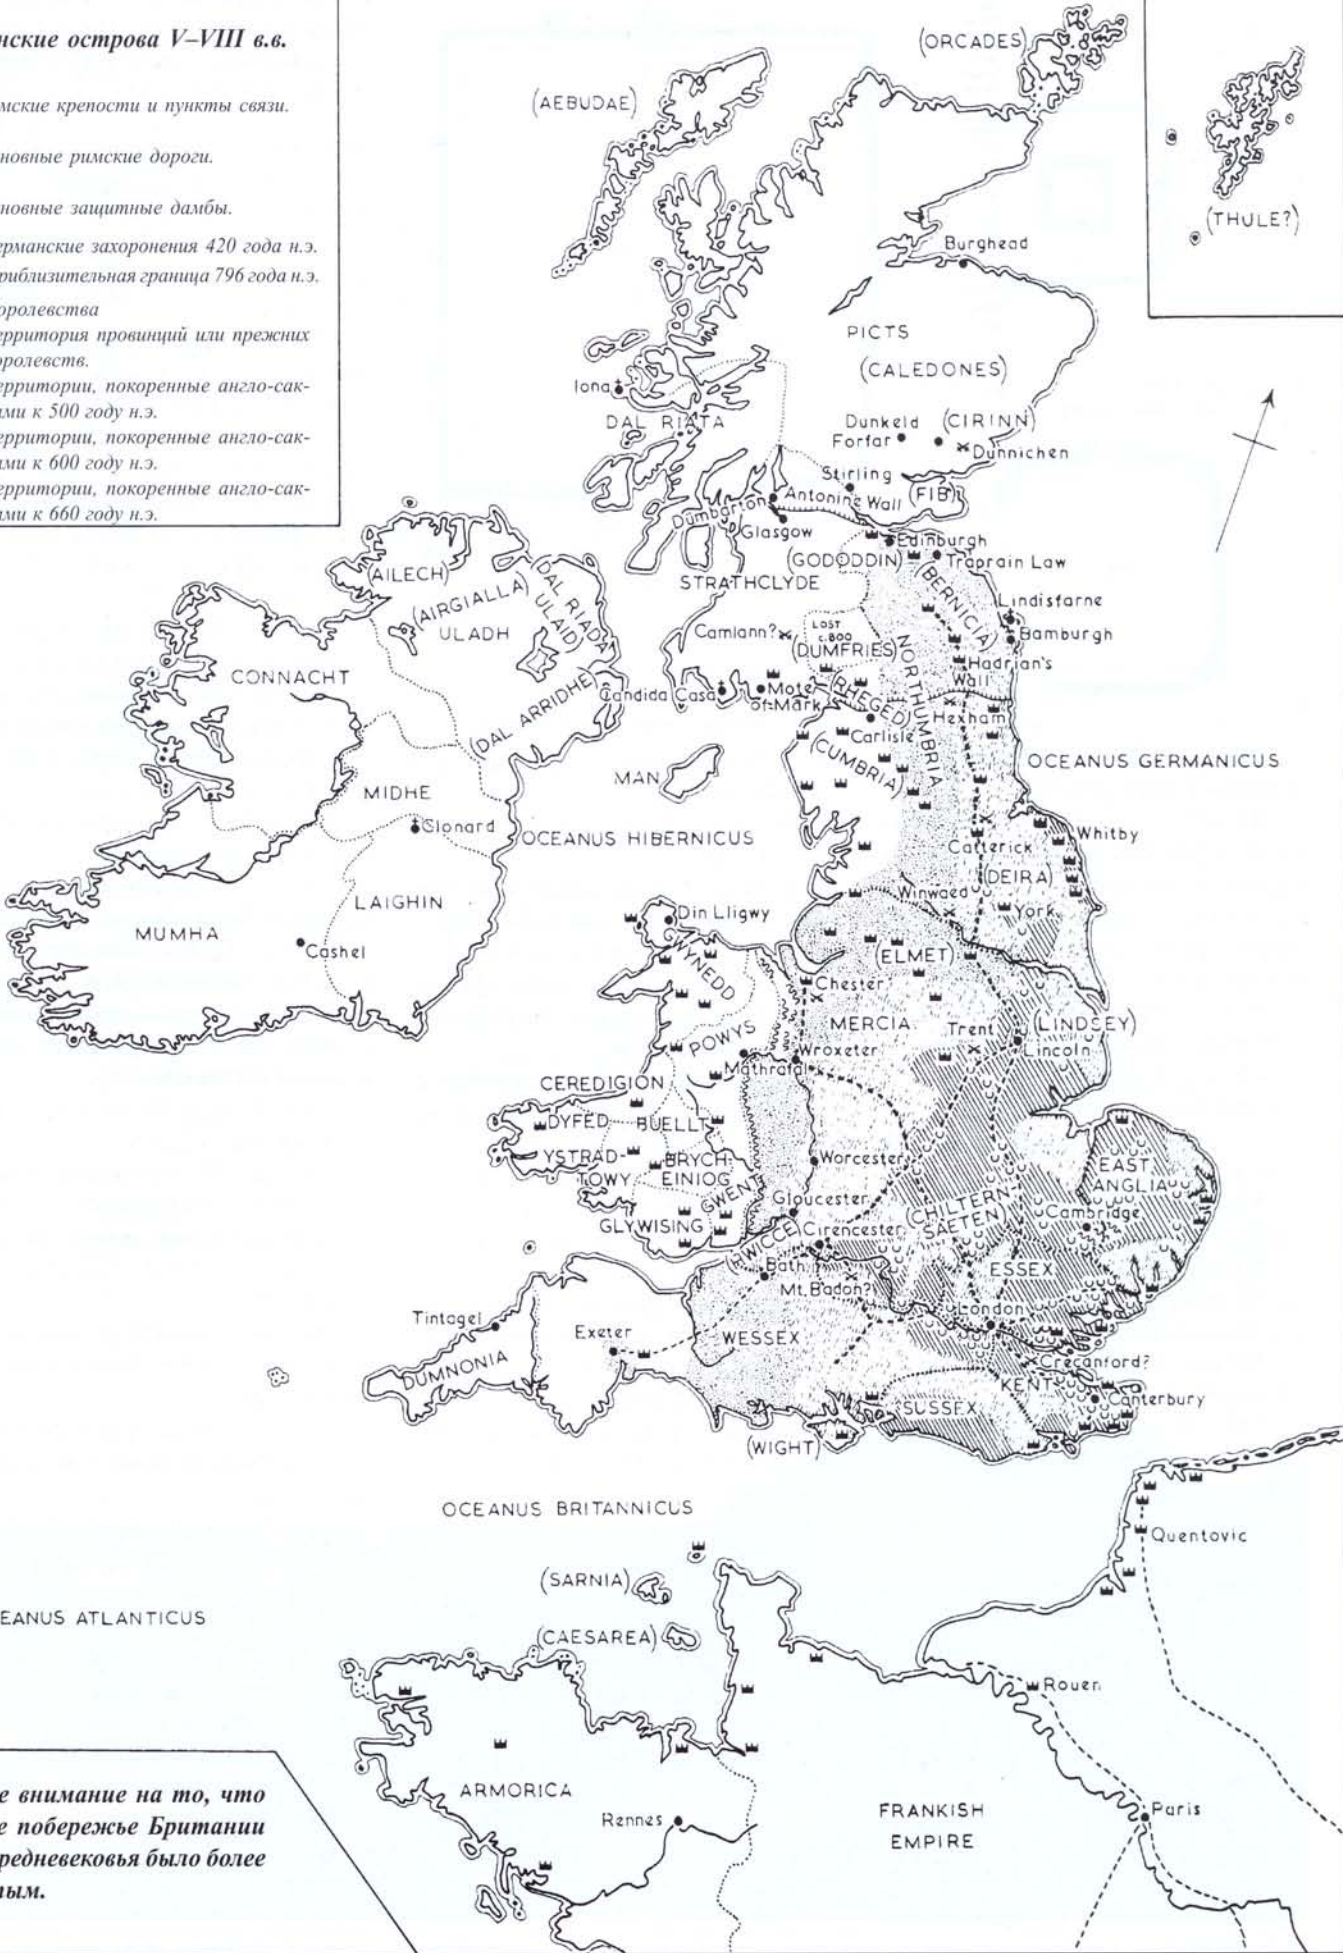 нские острова V–VIII в.в.
мские крепости и пункты связи.
новные римские дороги.
новные защитные дамбы.
ерманские захоронения 420 года н.э.
риблизительная граница 796 года н.э.
оролевства
ерритория провинций или прежних
оролевств.
ерритории, покоренные англо-сак-
ами к 500 году н.э.
ерритории, покоренные англо-сак-
ами к 600 году н.э.
ерритории, покоренные англо-сак-
ами к 660 году н.э.
(ORCADES)
(AEBUDAE)
(THULE?)
Burghead
PICTS
(CALEDONES)
Iona
DAL RIATA
Dunkeld
(CIRINN)
Forfar
Dunnichen
Stirling
(FIB)
Antonine Wall
Dumbarton
Glasgow
Edinburgh
(GODODDIN)
Traprain Law
STRATHCLYDE
(BERNICIA)
Lindisfarne
Bamburgh
LOST
c.800
Camlann?
(DUMFRIES)
NORTHUMBRIA
Hadrian's
Wall
Candida Casa
Mote
of Mark
(RHEGED)
Hexham
Carlisle
(CUMBRIA)
(AILECH)
(AIRGIALLA)
DAL RIADA
ULAID)
ULADH
CONNACHT
(DAL ARRIDHE)
MAN
OCEANUS GERMANICUS
MIDHE
Clonard
OCEANUS HIBERNICUS
Whitby
Catterick
(DEIRA)
LAIGHIN
Winwaed
York
MUMHA
Cashel
Din Lligwy
GWYNEDD
(ELMET)
Chester
MERCIA
Trent
(LINDSEY)
Lincoln
POWYS
Wroxeter
Mathrafal
CEREDIGION
DYFED
BUELLT
YSTRAD-
TOWY
BRYCH-
EINIOG
Worcester
EAST
ANGLIA
GWENT
Gloucester
(CHILTERN-
SAETEN)
Cambridge
GLYWISING
(HWICCE)
Cirencester
Bath
ESSEX
Mt. Badon?
Tintagel
London
Exeter
WESSEX
Crecanford?
DUMNONIA
KENT
SUSSEX
Canterbury
(WIGHT)
OCEANUS BRITANNICUS
Quentovic
(SARNIA)
EANUS ATLANTICUS
(CAESAREA)
Rouen
ARMORICA
Rennes
FRANKISH
EMPIRE
Paris
е внимание на то, что
е побережье Британии
редневековья было более